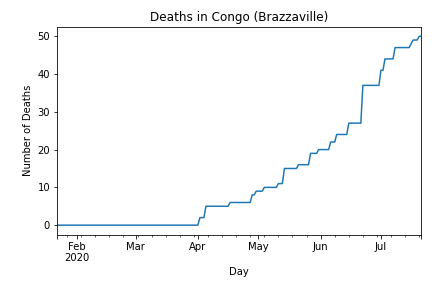 Deaths in Congo (Brazzaville)
50
40
30
20
10
0
Number of Deaths
Feb Mar Apr May Jun Jul
2020
Day